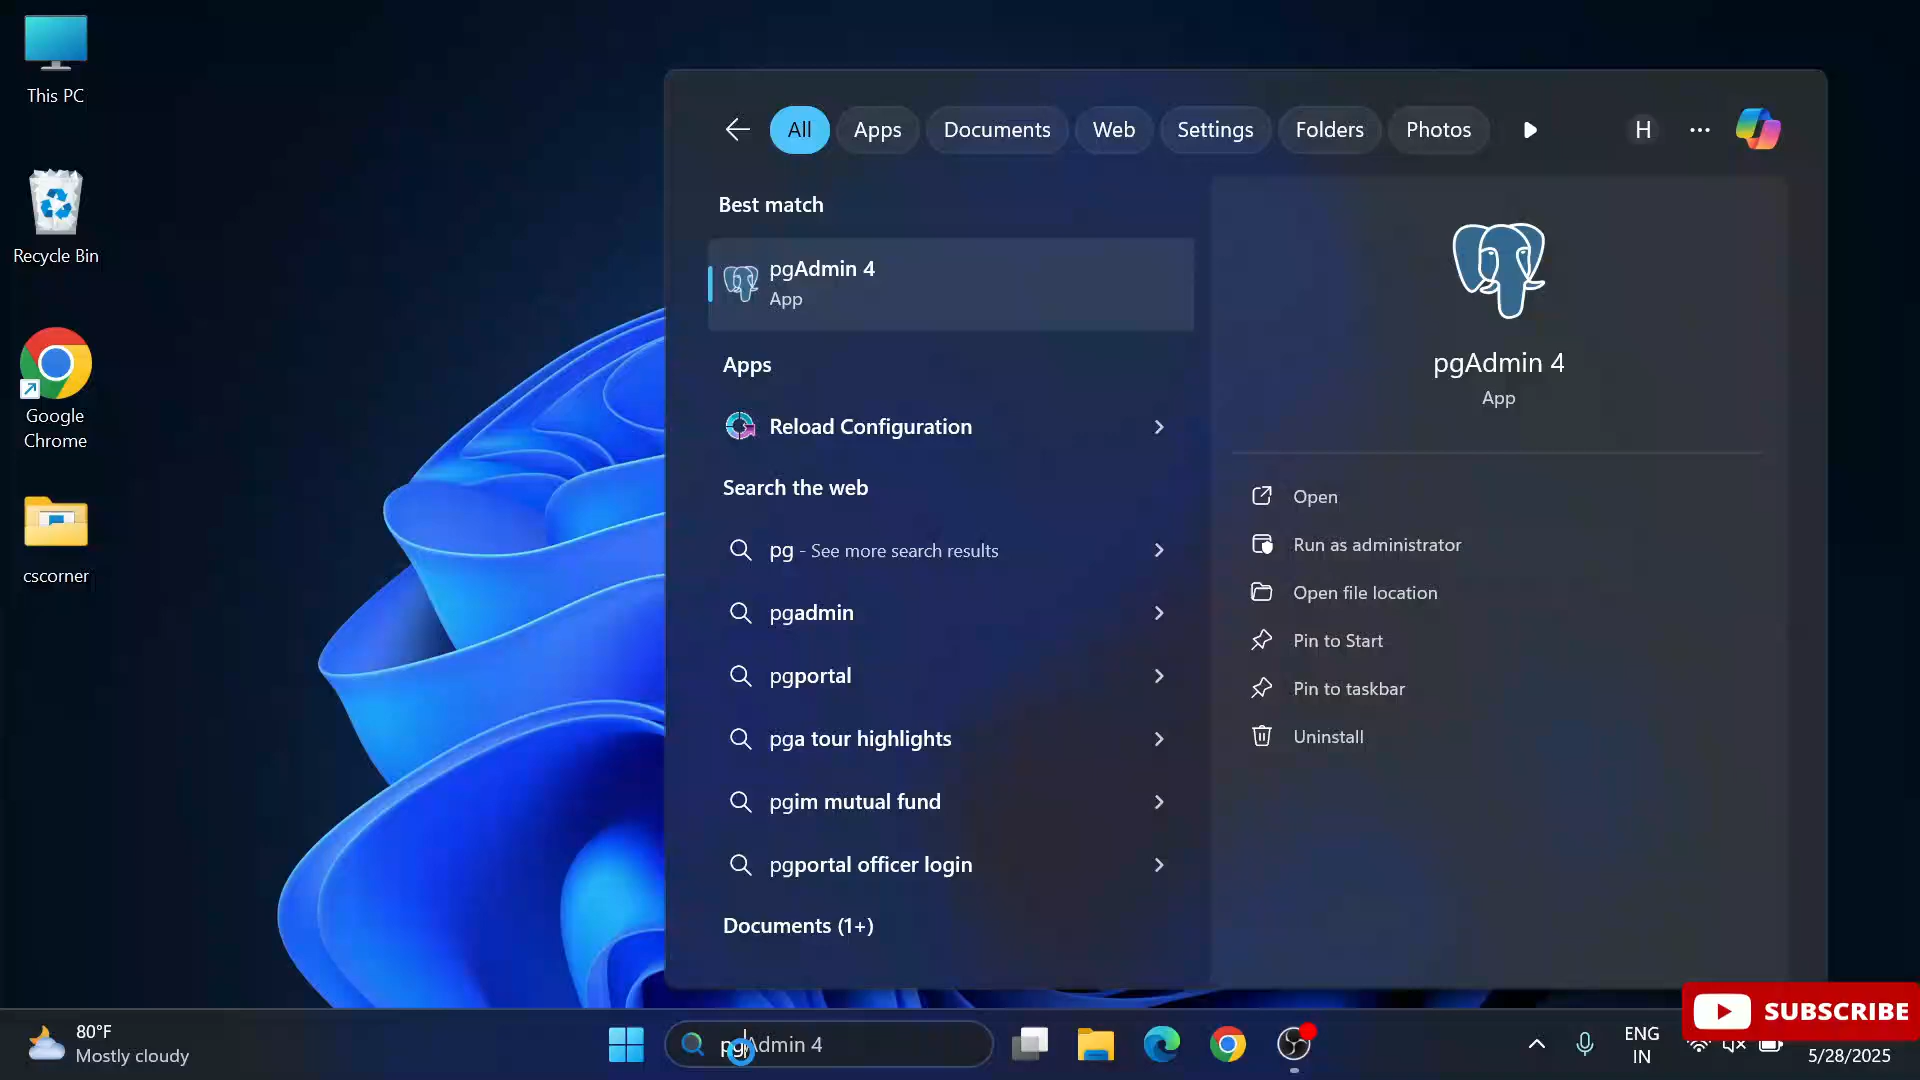 This PC
Recycle Bin
Google
Chrome
cscorner
All
Apps
Documents
Web
Settings
Folders
Photos
H
Best match
pgAdmin 4
App
Apps
Reload Configuration
Search the web
pg - See more search results
pgadmin
pgportal
pga tour highlights
pgim mutual fund
pgportal officer login
Documents (1+)
pgAdmin 4
App
Open
Run as administrator
Open file location
Pin to Start
Pin to taskbar
Uninstall
SUBSCRIBE
80°F
Mostly cloudy
pgAdmin 4
ENG
IN
5/28/2025